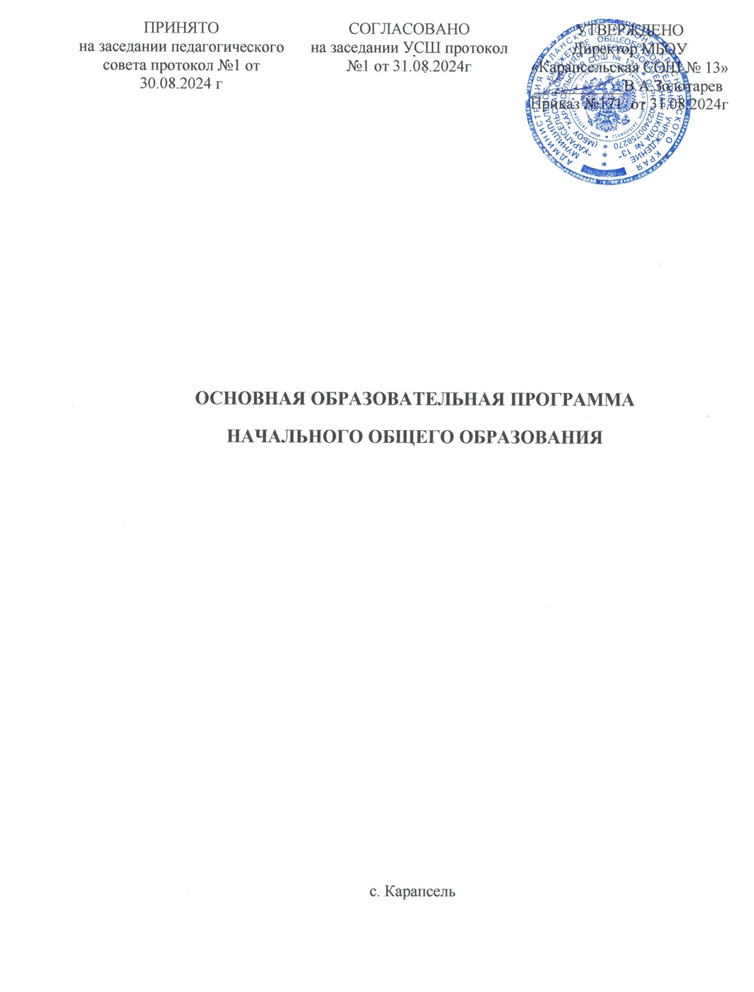 ПРИНЯТО
на заседании педагогического
совета протокол №1 от
30.08.2024 г
СОГЛАСОВАНО
на заседании УСШ протокол
№1 от 31.08.2024г
УТВЕРЖДЕНО
Директор МБОУ
«Карапсельская СОШ № 13»
В.А.Золотарев
Приказ №171 от 31.08.2024г
ОСНОВНАЯ ОБРАЗОВАТЕЛЬНАЯ ПРОГРАММА
НАЧАЛЬНОГО ОБЩЕГО ОБРАЗОВАНИЯ
с. Карапсель